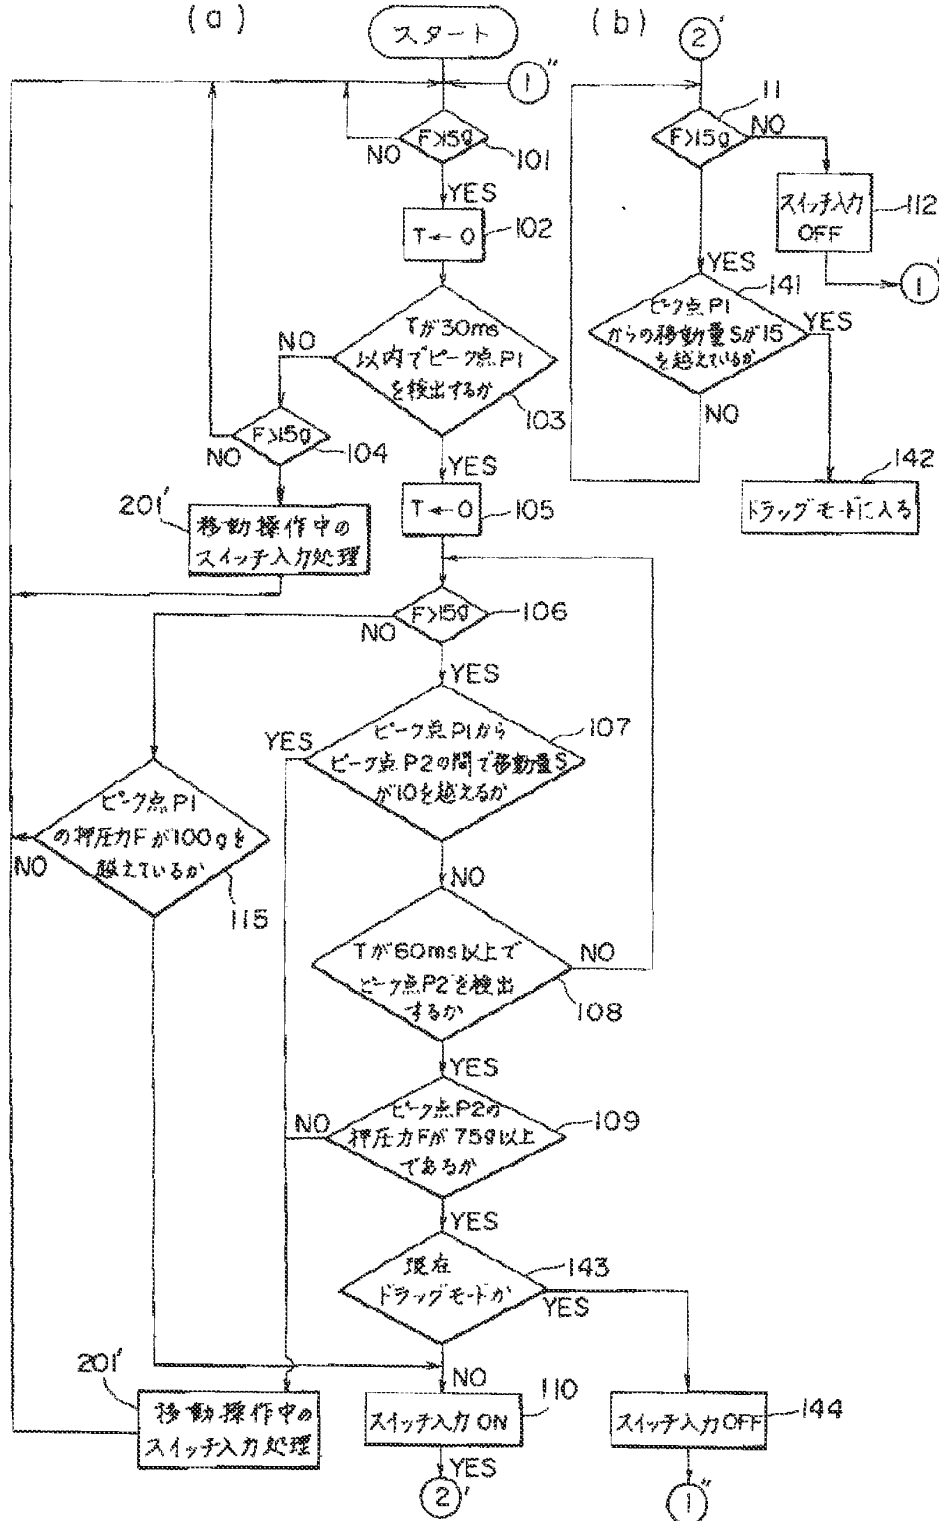 (a)
スタート
1"
F>15g
101
NO
YES
T←0
102
Tが30ms
以内でピーク点P1
を検出するか
103
NO
F>15g
104
NO
201'
移動操作中の
スイッチ入力処理
YES
T←0
105
F>15g
106
NO
YES
ピーク点P1から
ピーク点P2の間で移動量S
が10を越えるか
107
YES
ピーク点P1
の押圧力Fが100gを
越えているか
NO
115
NO
Tが60ms以上で
ピーク点P2を検出
するか
NO
108
YES
ピーク点P2の
押圧力Fが75g以上
であるか
NO
109
YES
現在
ドラッグモードか
143
YES
201'
移動操作中の
スイッチ入力処理
NO
110
スイッチ入力ON
YES
2'
スイッチ入力OFF
144
1"
(b)
2'
11
F>15g
NO
スイッチ入力
OFF
112
1"
YES
141
ピーク点P1
からの移動量Sが15
を越えているか
YES
NO
142
ドラッグモードに入る